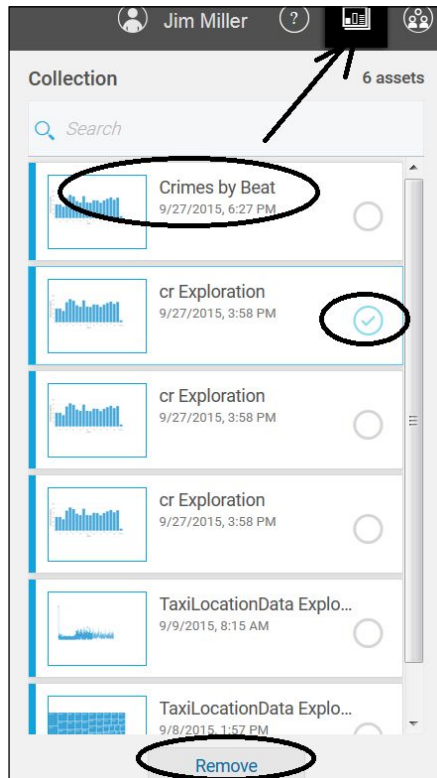 Jim Miller ?
Collection 6 assets
Search
Crimes by Beat
9/27/2015, 6:27 PM
cr Exploration
9/27/2015, 3:58 PM
cr Exploration
9/27/2015, 3:58 PM
cr Exploration
9/27/2015, 3:58 PM
TaxiLocationData Explo...
9/9/2015, 8:15 AM
TaxiLocationData Explo...
9/8/2015, 1:57 PM
Remove